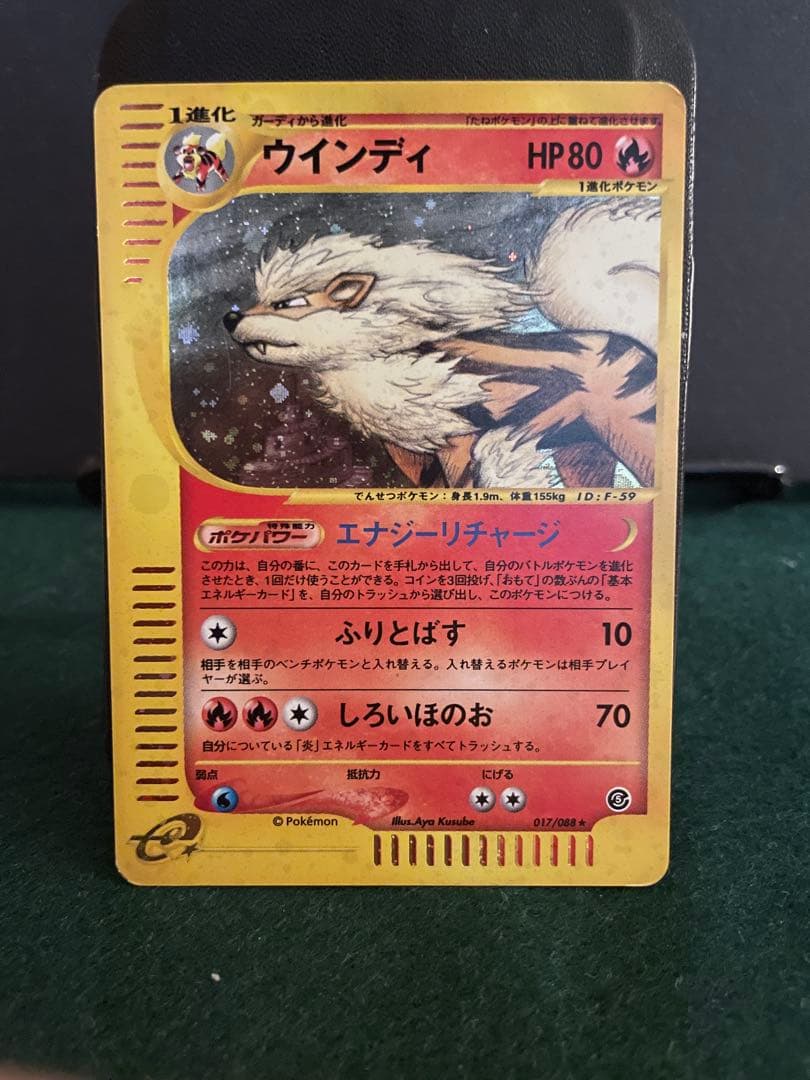 1進化
ガーディから進化
「たねポケモン」の上に重ねて進化させます
ウインディ
HP80
1進化ポケモン
でんせつポケモン：身長1.9m、体重155kg ID:F-59
特殊能力
ポケパワー
エナジーリチャージ
この力は、自分の番に、このカードを手札から出して、自分のバトルポケモンを進化
させたとき、1回だけ使うことができる。コインを3回投げ、「おもて」の数ぶんの「基本
エネルギーカード」を、自分のトラッシュから選び出し、このポケモンにつける。
ふりとばす
10
相手を相手のベンチポケモンと入れ替える。入れ替えるポケモンは相手プレイ
ヤーが選ぶ。
しろいほのお
70
自分についている「炎」エネルギーカードをすべてトラッシュする。
弱点
抵抗力
にげる
© Pokémon
Illus.Aya Kusube
017/088★
e